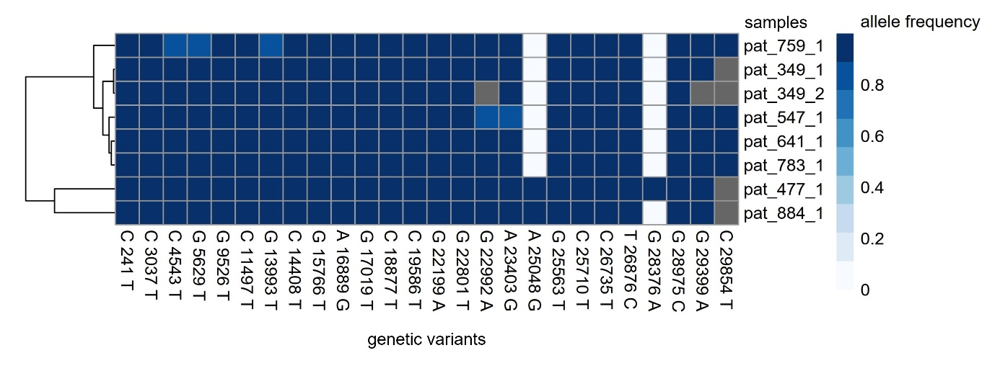 samples
allele frequency
pat_759_1
pat_349_1
pat_349_2
pat_547_1
pat_641_1
pat_783_1
pat_477_1
pat_884_1
0.8
0.6
0.4
0.2
0
C 241 T
C 3037 T
C 4543 T
G 5629 T
G 9526 T
C 11497 T
G 13993 T
C 14408 T
G 15766 T
A 16889 G
G 17019 T
C 18877 T
C 19586 T
G 22199 A
G 22801 T
G 22992 A
A 23403 G
A 25048 G
G 25563 T
C 25710 T
C 26735 T
T 26876 C
G 28376 A
G 28975 C
G 29399 A
C 29854 T
genetic variants